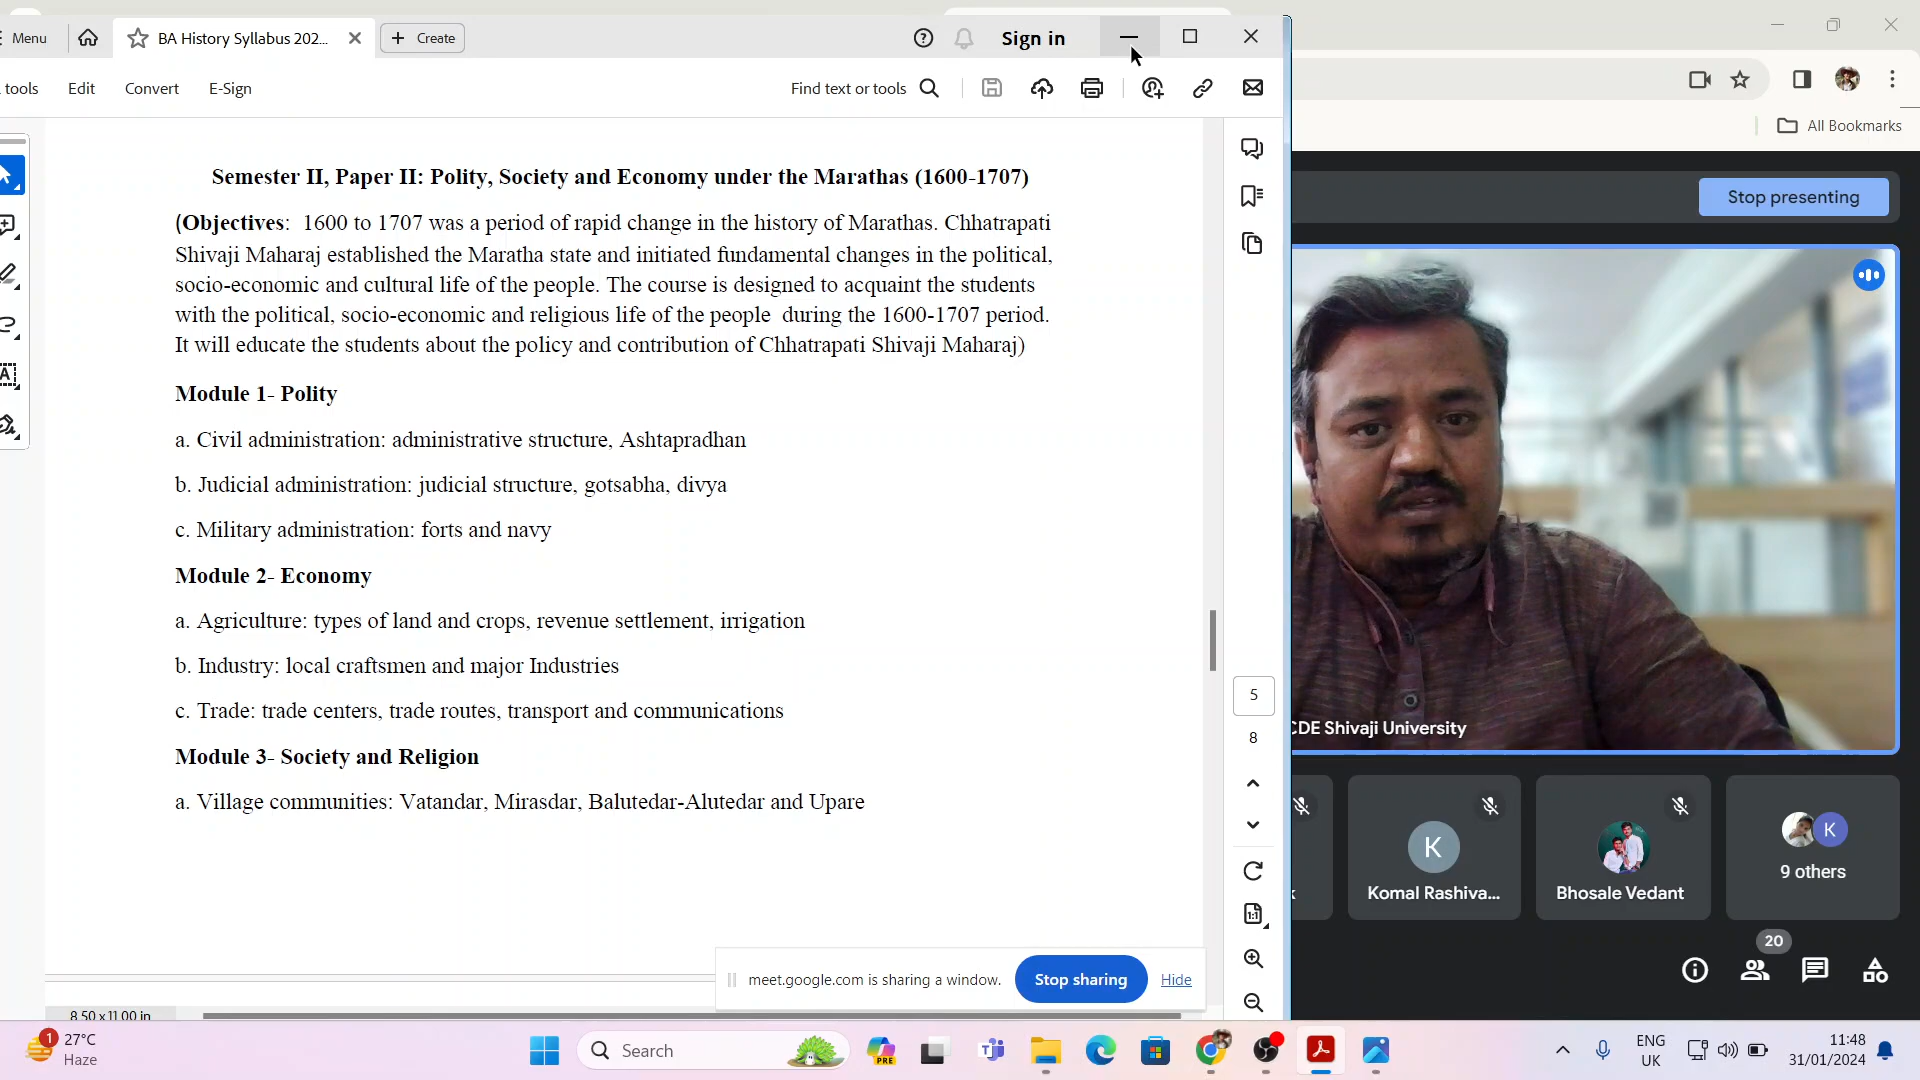 Menu
BA History Syllabus 202...
Create
Sign in
tools
Edit
Convert
E-Sign
Find text or tools
All Bookmarks
Stop presenting
Semester II, Paper II: Polity, Society and Economy under the Marathas (1600-1707)
(Objectives: 1600 to 1707 was a period of rapid change in the history of Marathas. Chhatrapati
Shivaji Maharaj established the Maratha state and initiated fundamental changes in the political,
socio-economic and cultural life of the people. The course is designed to acquaint the students
with the political, socio-economic and religious life of the people during the 1600-1707 period.
It will educate the students about the policy and contribution of Chhatrapati Shivaji Maharaj)
Module 1- Polity
a. Civil administration: administrative structure, Ashtapradhan
b. Judicial administration: judicial structure, gotsabha, divya
c. Military administration: forts and navy
Module 2- Economy
a. Agriculture: types of land and crops, revenue settlement, irrigation
b. Industry: local craftsmen and major Industries
c. Trade: trade centers, trade routes, transport and communications
Module 3- Society and Religion
a. Village communities: Vatandar, Mirasdar, Balutedar-Alutedar and Upare
5
8
CDE Shivaji University
K
Komal Rashiva...
Bhosale Vedant
K
9 others
20
meet.google.com is sharing a window.
Stop sharing
Hide
8.50 x 11.00 in
1
27°C
Haze
Search
PRE
ENG
UK
11:48
31/01/2024